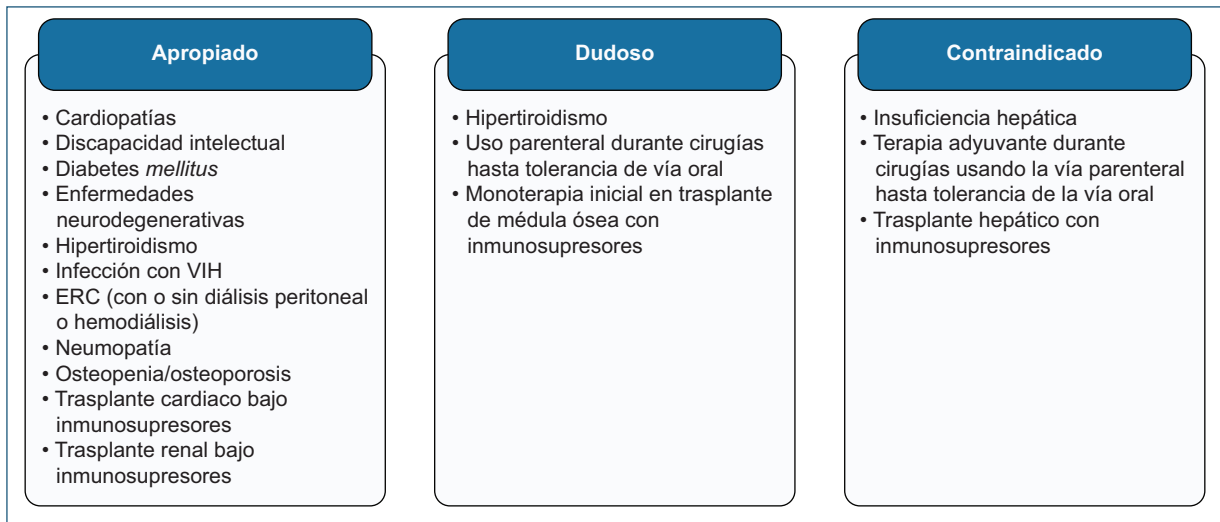 Apropiado
• Cardiopatías
• Discapacidad intelectual
• Diabetes mellitus
• Enfermedades
neurodegenerativas
• Hipertiroidismo
• Infección con VIH
• ERC (con o sin diálisis peritoneal
o hemodiálisis)
• Neumopatía
• Osteopenia/osteoporosis
• Trasplante cardiaco bajo
inmunosupresores
• Trasplante renal bajo
inmunosupresores
Dudoso
• Hipertiroidismo
• Uso parenteral durante cirugías
hasta tolerancia de vía oral
• Monoterapia inicial en trasplante
de médula ósea con
inmunosupresores
Contraindicado
• Insuficiencia hepática
• Terapia adyuvante durante
cirugías usando la vía parenteral
hasta tolerancia de la vía oral
• Trasplante hepático con
inmunosupresores